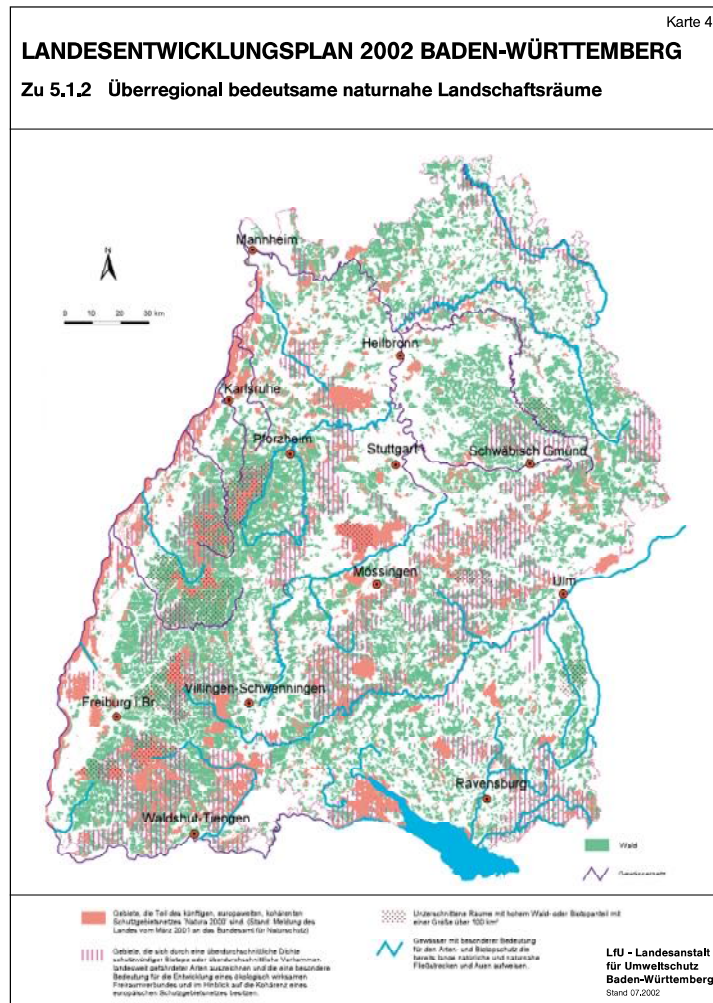 Karte 4
LANDESENTWICKLUNGSPLAN 2002 BADEN-WÜRTTEMBERG
Zu 5.1.2 Überregional bedeutsame naturnahe Landschaftsräume
N
0 10 20 30 km
Mannheim
Heilbronn
Karlsruhe
Pforzheim
Stuttgart
Schwäbisch Gmünd
Mössingen
Ulm
Villingen-Schwenningen
Freiburg i.Br.
Ravensburg
Waldshut-Tiengen
Wald
Gewässernetz
Gebiete, die Teil des künftigen, europaweiten, kohärenten
Schutzgebietsnetzes 'Natura 2000' sind. (Stand: Meldung des
Landes vom März 2001 an das Bundesamt für Naturschutz)
Gebiete, die sich durch eine überdurchschnittliche Dichte
schutzwürdiger Biotope oder überdurchschnittliche Vorkommen
landesweit gefährdeter Arten auszeichnen und die eine besondere
Bedeutung für die Entwicklung eines ökologisch wirksamen
Freiraumverbundes und im Hinblick auf die Kohärenz eines
europäischen Schutzgebietsnetzes besitzen.
Unzerschnittene Räume mit hohem Wald- oder Biotopanteil mit
einer Größe über 100 km²
Gewässer mit besonderer Bedeutung
für den Arten- und Biotopschutz die
bereits lange natürliche und naturnahe
Fließstrecken und Auen aufweisen.
LfU - Landesanstalt
für Umweltschutz
Baden-Württemberg
Stand 07.2002